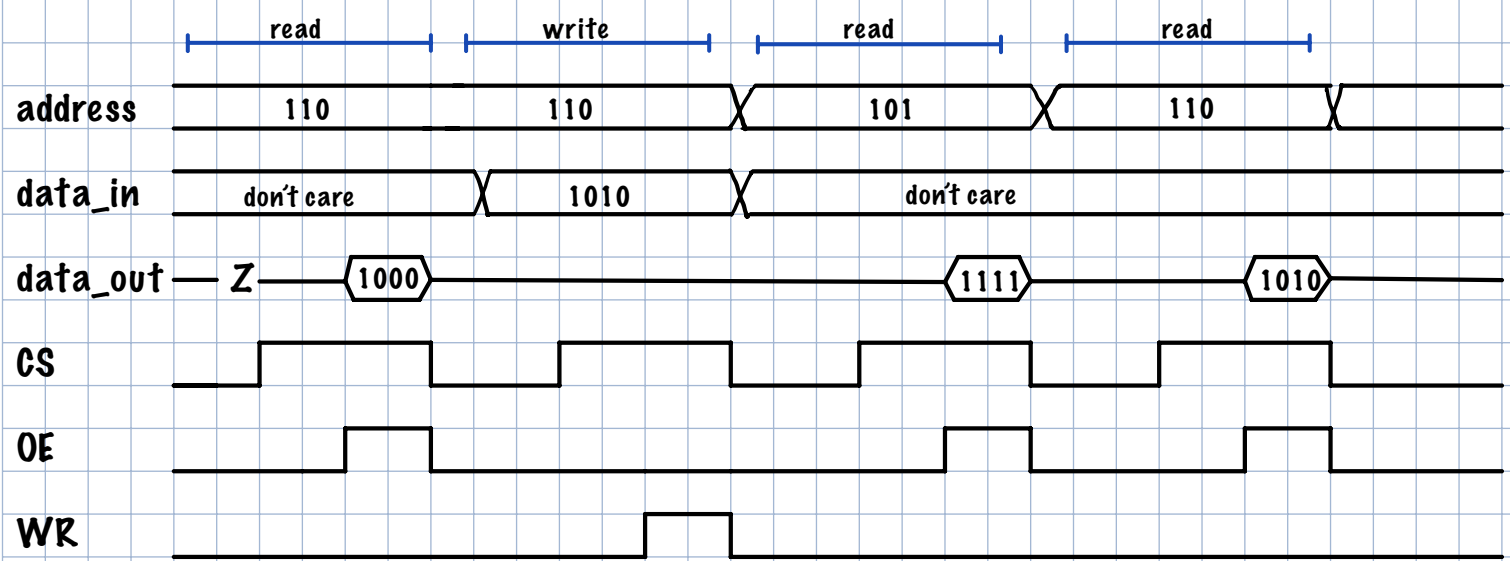 read write read read
address 110 110 101 110
data_in don't care 1010 don't care
data_out Z 1000 1111 1010
CS
OE
WR